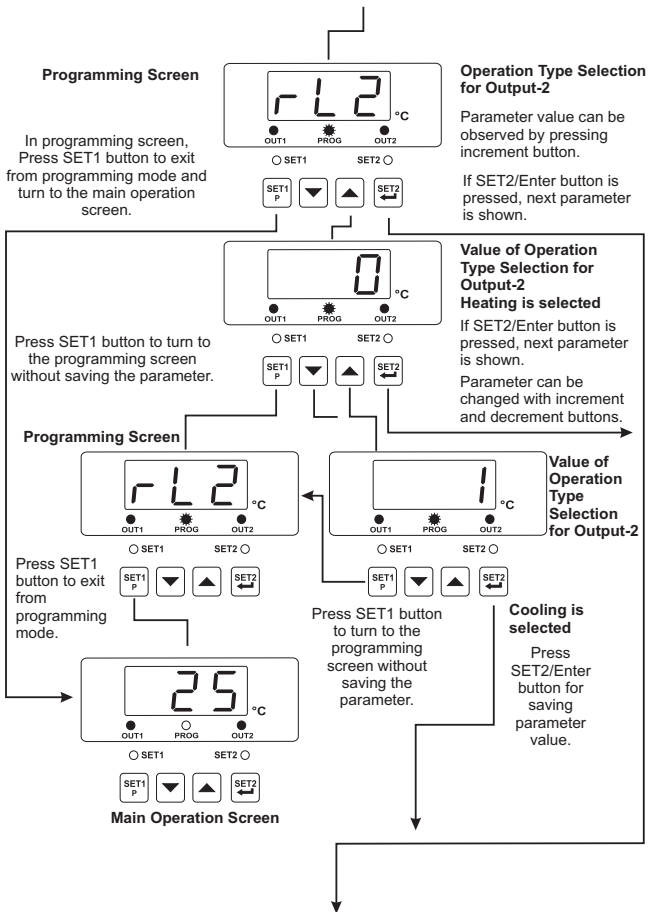 Programming Screen
In programming screen,
Press SET1 button to exit
from programming mode and
turn to the main operation
screen.
rL2
°C
OUT1 PROG OUT2
SET1 SET2
SET1 P SET2
Operation Type Selection
for Output-2
Parameter value can be
observed by pressing
increment button.
If SET2/Enter button is
pressed, next parameter
is shown.
0
°C
OUT1 PROG OUT2
SET1 SET2
SET1 P SET2
Value of Operation
Type Selection for
Output-2
Heating is selected
If SET2/Enter button is
pressed, next parameter
is shown.
Parameter can be
changed with increment
and decrement buttons.
Press SET1 button to turn to
the programming screen
without saving the parameter.
Programming Screen
rL2
°C
OUT1 PROG OUT2
SET1 SET2
SET1 P SET2
1
°C
OUT1 PROG OUT2
SET1 SET2
SET1 P SET2
Value of
Operation
Type
Selection
for Output-2
Press SET1
button to exit
from
programming
mode.
Press SET1 button
to turn to the
programming
screen without
saving the
parameter.
Cooling is
selected
Press
SET2/Enter
button for
saving
parameter
value.
25
°C
OUT1 PROG OUT2
SET1 SET2
SET1 P SET2
Main Operation Screen